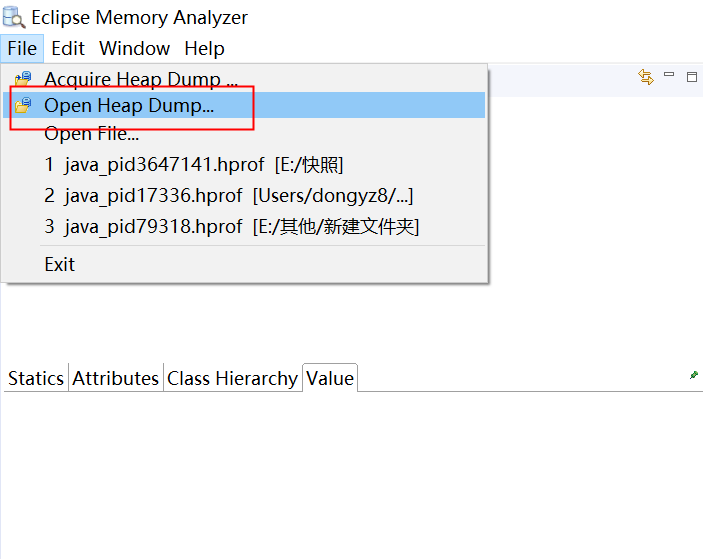 Eclipse Memory Analyzer
File Edit Window Help
Acquire Heap Dump ...
Open Heap Dump...
Open File...
1 java_pid3647141.hprof [E:/快照]
2 java_pid17336.hprof [Users/dongyz8/...]
3 java_pid79318.hprof [E:/其他/新建文件夹]
Exit
Statics Attributes Class Hierarchy Value